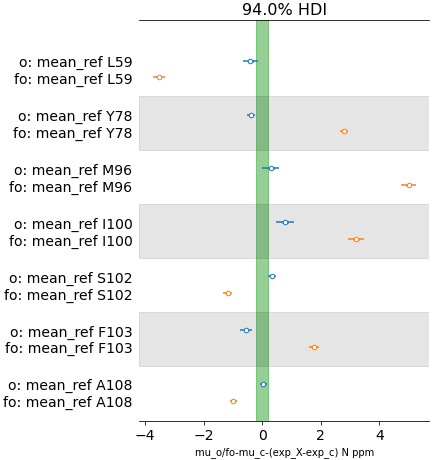 94.0% HDI
o: mean_ref L59
fo: mean_ref L59
o: mean_ref Y78
fo: mean_ref Y78
o: mean_ref M96
fo: mean_ref M96
o: mean_ref I100
fo: mean_ref I100
o: mean_ref S102
fo: mean_ref S102
o: mean_ref F103
fo: mean_ref F103
o: mean_ref A108
fo: mean_ref A108
−4 −2 0 2 4
mu_o/fo-mu_c-(exp_X-exp_c) N ppm